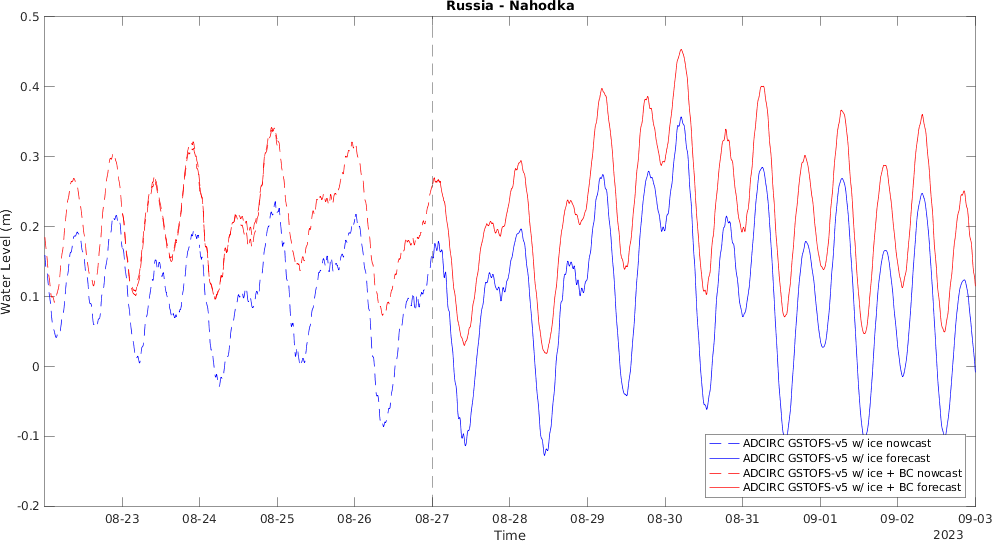 Russia - Nahodka
0.5
0.4
0.3
0.2
0.1
0
-0.1
-0.2
Water Level (m)
ADCIRC GSTOFS-v5 w/ ice nowcast
ADCIRC GSTOFS-v5 w/ ice forecast
ADCIRC GSTOFS-v5 w/ ice + BC nowcast
ADCIRC GSTOFS-v5 w/ ice + BC forecast
08-23 08-24 08-25 08-26 08-27 08-28 08-29 08-30 08-31 09-01 09-02 09-03
Time
2023